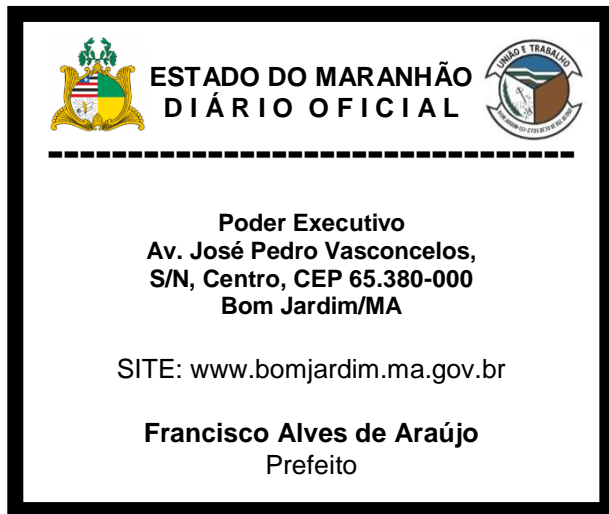 ESTADO DO MARANHÃO
DIÁRIO OFICIAL
UNIÃO E TRABALHO
Poder Executivo
Av. José Pedro Vasconcelos,
S/N, Centro, CEP 65.380-000
Bom Jardim/MA
SITE: www.bomjardim.ma.gov.br
Francisco Alves de Araújo
Prefeito